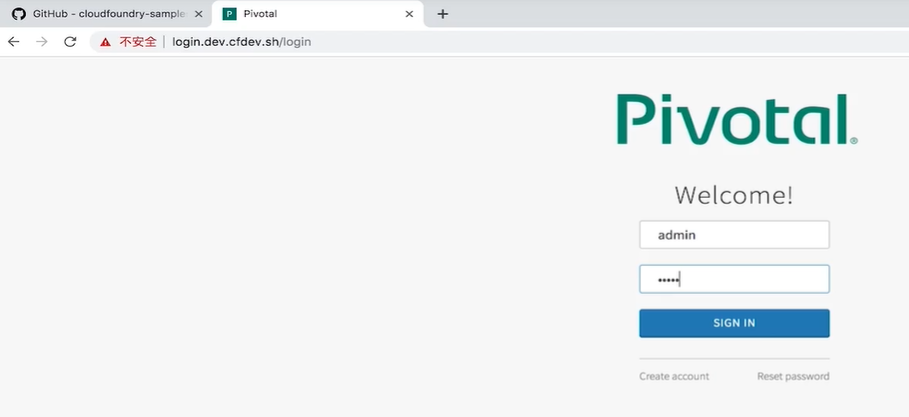 GitHub - cloudfoundry-sample
Pivotal
不安全 | login.dev.cfdev.sh/login
Pivotal®
Welcome!
admin
•••••
SIGN IN
Create account
Reset password